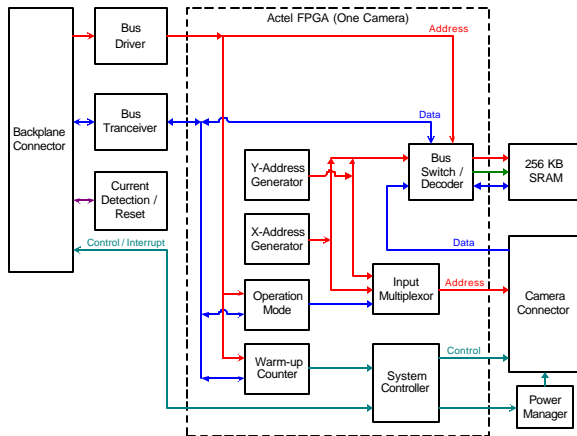 Actel FPGA (One Camera)
Bus
Driver
Address
Bus
Tranceiver
Data
Backplane
Connector
Y-Address
Generator
Bus
Switch /
Decoder
256 KB
SRAM
Current
Detection /
Reset
X-Address
Generator
Control / Interrupt
Data
Operation
Mode
Input
Multiplexor
Address
Camera
Connector
Warm-up
Counter
System
Controller
Control
Power
Manager